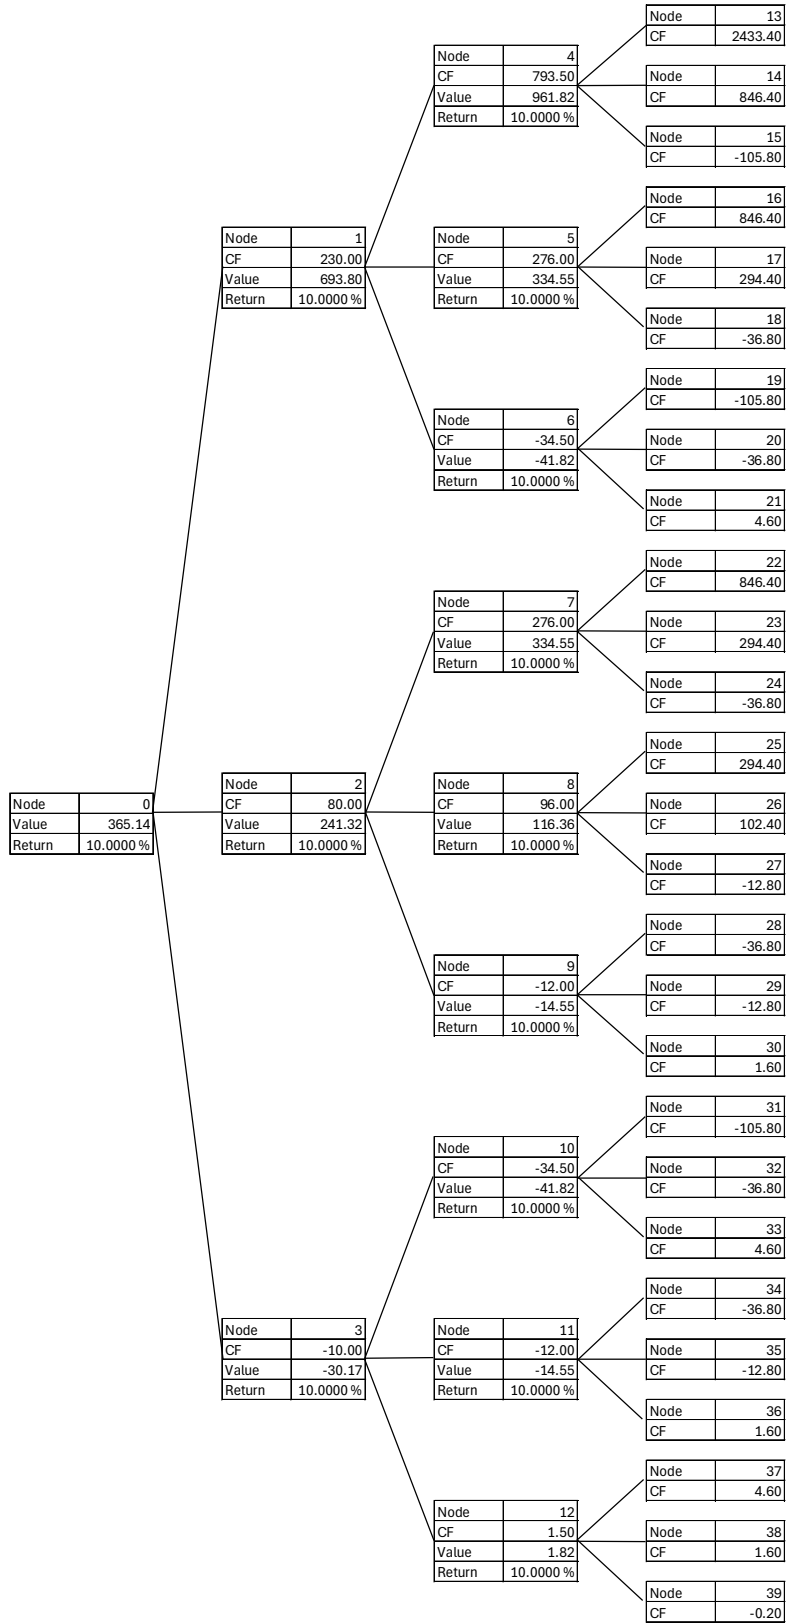 Node 0
Value 365.14
Return 10.0000 %
Node 1
CF 230.00
Value 693.80
Return 10.0000 %
Node 2
CF 80.00
Value 241.32
Return 10.0000 %
Node 3
CF -10.00
Value -30.17
Return 10.0000 %
Node 4
CF 793.50
Value 961.82
Return 10.0000 %
Node 5
CF 276.00
Value 334.55
Return 10.0000 %
Node 6
CF -34.50
Value -41.82
Return 10.0000 %
Node 7
CF 276.00
Value 334.55
Return 10.0000 %
Node 8
CF 96.00
Value 116.36
Return 10.0000 %
Node 9
CF -12.00
Value -14.55
Return 10.0000 %
Node 10
CF -34.50
Value -41.82
Return 10.0000 %
Node 11
CF -12.00
Value -14.55
Return 10.0000 %
Node 12
CF 1.50
Value 1.82
Return 10.0000 %
Node 13
CF 2433.40
Node 14
CF 846.40
Node 15
CF -105.80
Node 16
CF 846.40
Node 17
CF 294.40
Node 18
CF -36.80
Node 19
CF -105.80
Node 20
CF -36.80
Node 21
CF 4.60
Node 22
CF 846.40
Node 23
CF 294.40
Node 24
CF -36.80
Node 25
CF 294.40
Node 26
CF 102.40
Node 27
CF -12.80
Node 28
CF -36.80
Node 29
CF -12.80
Node 30
CF 1.60
Node 31
CF -105.80
Node 32
CF -36.80
Node 33
CF 4.60
Node 34
CF -36.80
Node 35
CF -12.80
Node 36
CF 1.60
Node 37
CF 4.60
Node 38
CF 1.60
Node 39
CF -0.20